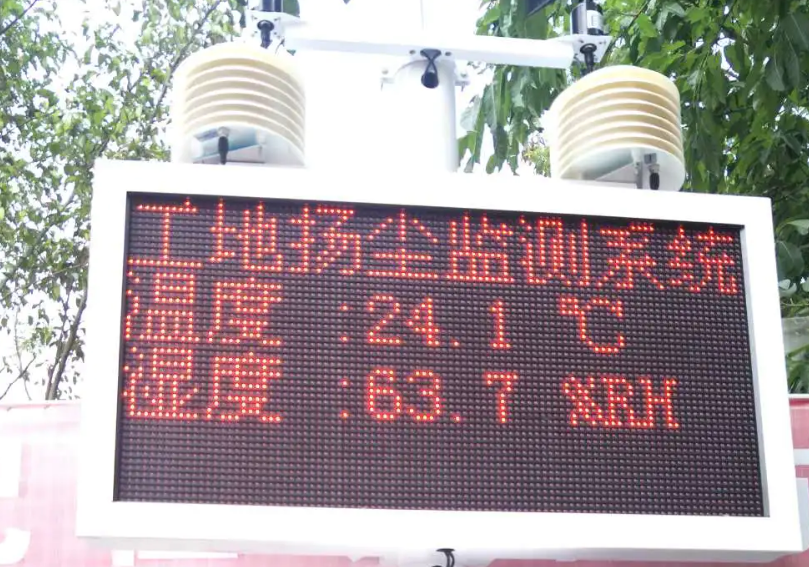 工地扬尘监测系统
温度 :24.1 ℃
湿度 :63.7 %RH